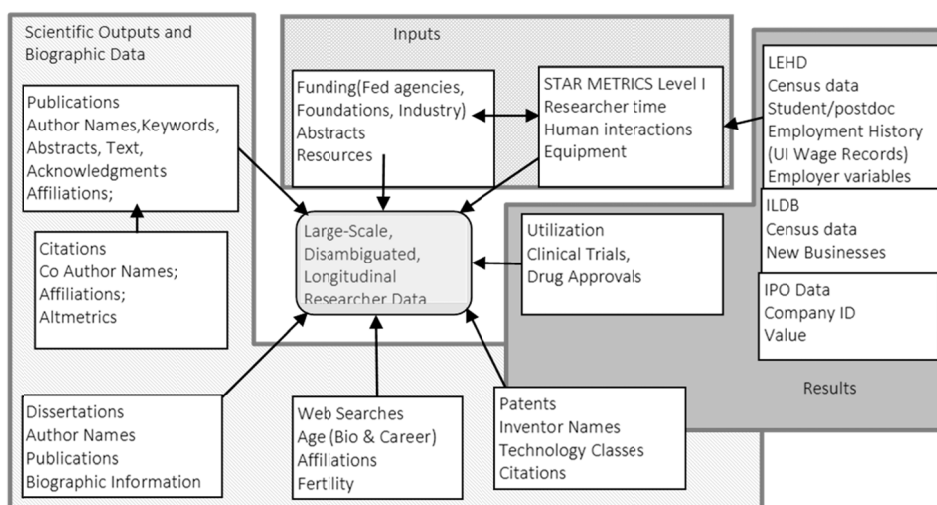 Scientific Outputs and
Biographic Data
Publications
Author Names,Keywords,
Abstracts, Text,
Acknowledgments
Affiliations;
Citations
Co Author Names;
Affiliations;
Altmetrics
Dissertations
Author Names
Publications
Biographic Information
Inputs
Funding(Fed agencies,
Foundations, Industry)
Abstracts
Resources
STAR METRICS Level I
Researcher time
Human interactions
Equipment
Large-Scale,
Disambiguated,
Longitudinal
Researcher Data
Web Searches
Age (Bio & Career)
Affiliations
Fertility
Patents
Inventor Names
Technology Classes
Citations
Utilization
Clinical Trials,
Drug Approvals
LEHD
Census data
Student/postdoc
Employment History
(UI Wage Records)
Employer variables
ILDB
Census data
New Businesses
IPO Data
Company ID
Value
Results